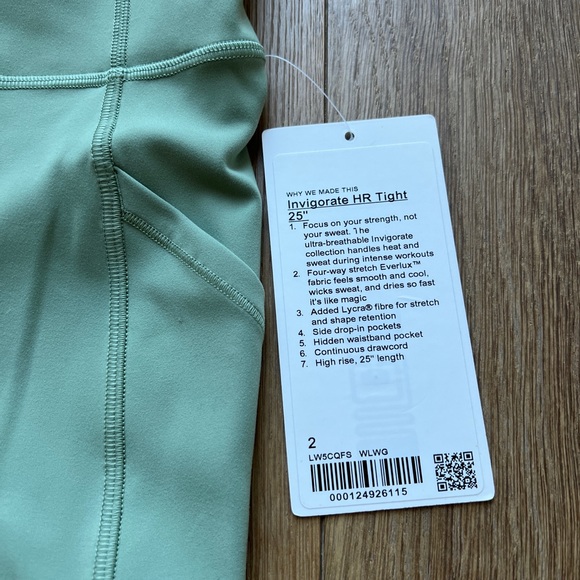 WHY WE MADE THIS
Invigorate HR Tight
25"
1. Focus on your strength, not
your sweat. The
ultra-breathable Invigorate
collection handles heat and
sweat during intense workouts
2. Four-way stretch Everlux™
fabric feels smooth and cool,
wicks sweat, and dries so fast
it's like magic
3. Added Lycra® fibre for stretch
and shape retention
4. Side drop-in pockets
5. Hidden waistband pocket
6. Continuous drawcord
7. High rise, 25" length
2
LW5CQFS WLWG
000124926115